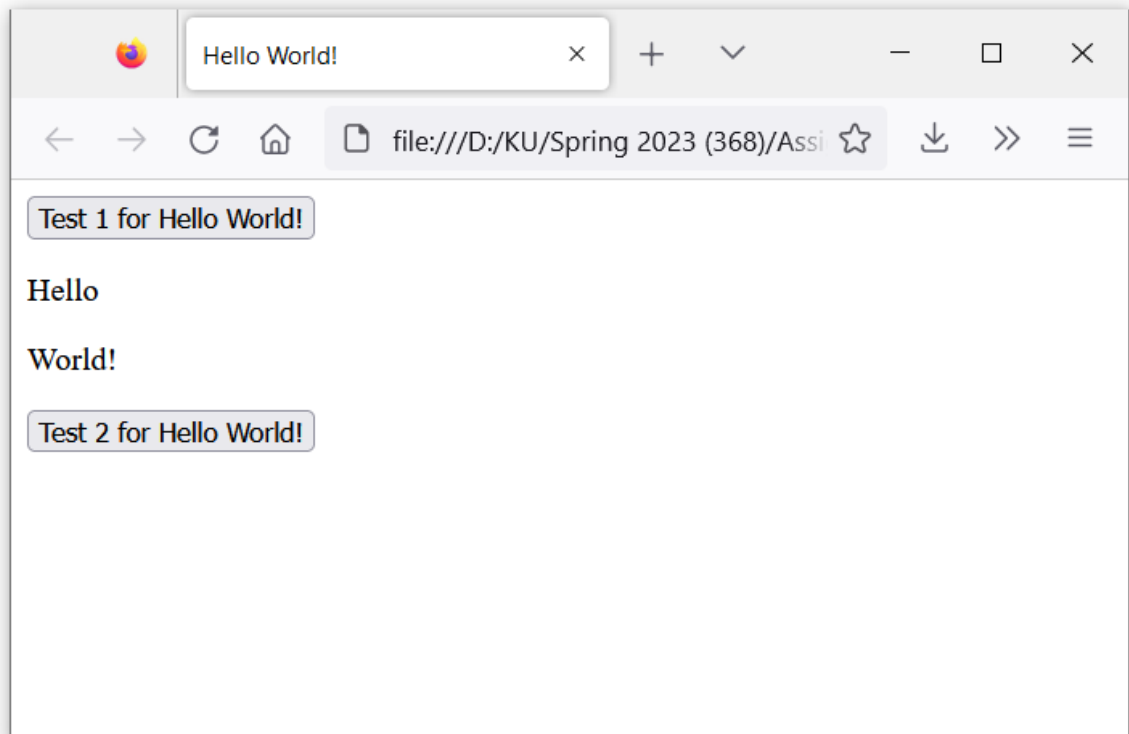 Hello World!
file:///D:/KU/Spring 2023 (368)/Assi
Test 1 for Hello World!
Hello
World!
Test 2 for Hello World!